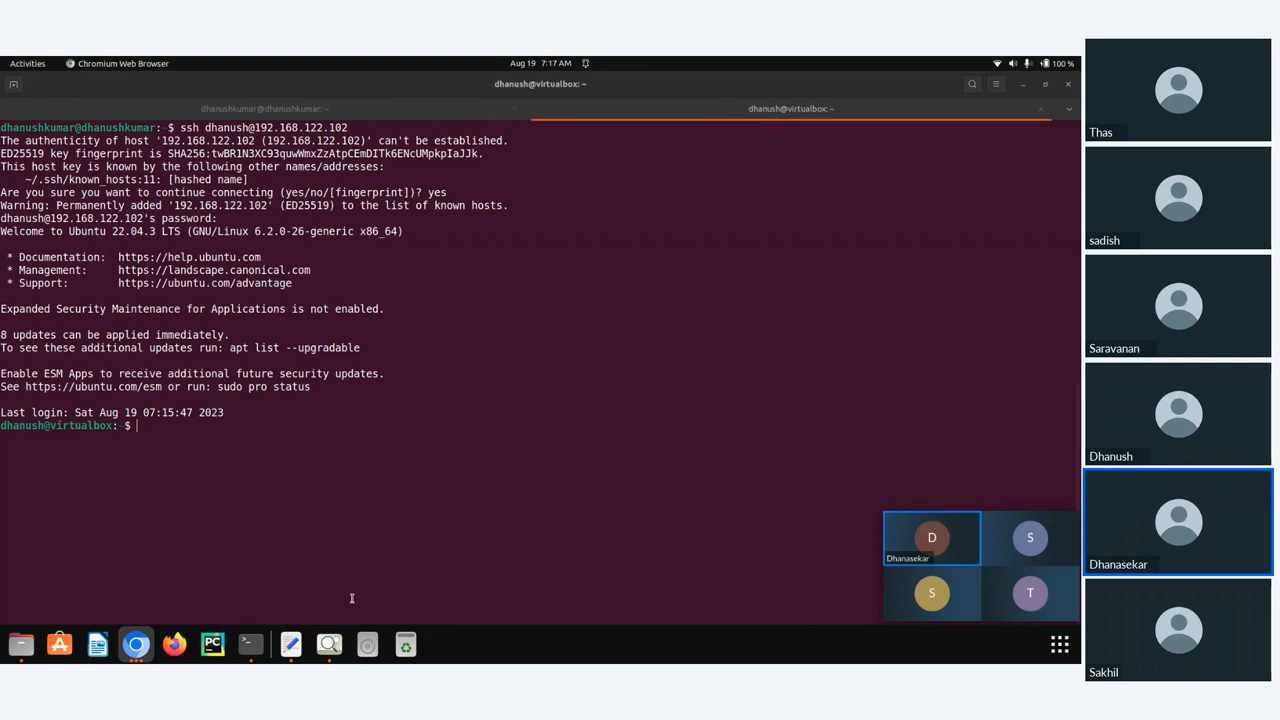 Activities
Chromium Web Browser
Aug 19 7:17 AM
100 %
dhanush@virtualbox: ~
dhanushkumar@dhanushkumar: ~
dhanush@virtualbox: ~
dhanushkumar@dhanushkumar:~$ ssh dhanush@192.168.122.102
The authenticity of host '192.168.122.102 (192.168.122.102)' can't be established.
ED25519 key fingerprint is SHA256:twBR1N3XC93quwWmxZzAtpCEmDITk6ENcUMpkpIaJJk.
This host key is known by the following other names/addresses:
~/.ssh/known_hosts:11: [hashed name]
Are you sure you want to continue connecting (yes/no/[fingerprint])? yes
Warning: Permanently added '192.168.122.102' (ED25519) to the list of known hosts.
dhanush@192.168.122.102's password:
Welcome to Ubuntu 22.04.3 LTS (GNU/Linux 6.2.0-26-generic x86_64)
* Documentation: https://help.ubuntu.com
* Management: https://landscape.canonical.com
* Support: https://ubuntu.com/advantage
Expanded Security Maintenance for Applications is not enabled.
8 updates can be applied immediately.
To see these additional updates run: apt list --upgradable
Enable ESM Apps to receive additional future security updates.
See https://ubuntu.com/esm or run: sudo pro status
Last login: Sat Aug 19 07:15:47 2023
dhanush@virtualbox:~$
D
Dhanasekar
S
S
T
PC
Thas
sadish
Saravanan
Dhanush
Dhanasekar
Sakhil